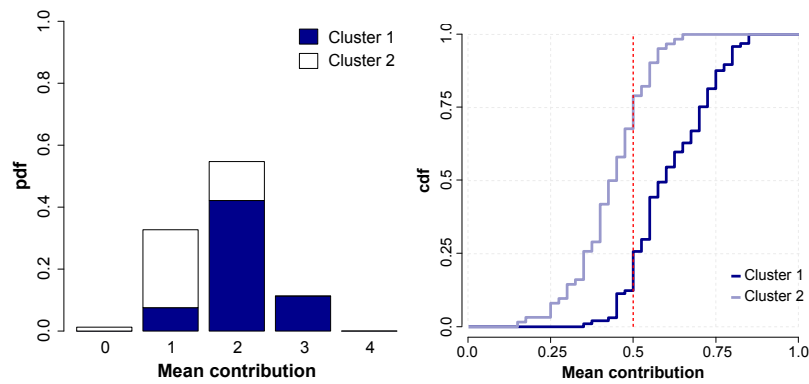 Cluster 1
Cluster 2
pdf
0.0 0.2 0.4 0.6 0.8 1.0
0 1 2 3 4
Mean contribution
cdf
0.0 0.25 0.50 0.75 1.0
Cluster 1
Cluster 2
0.0 0.25 0.5 0.75 1.0
Mean contribution